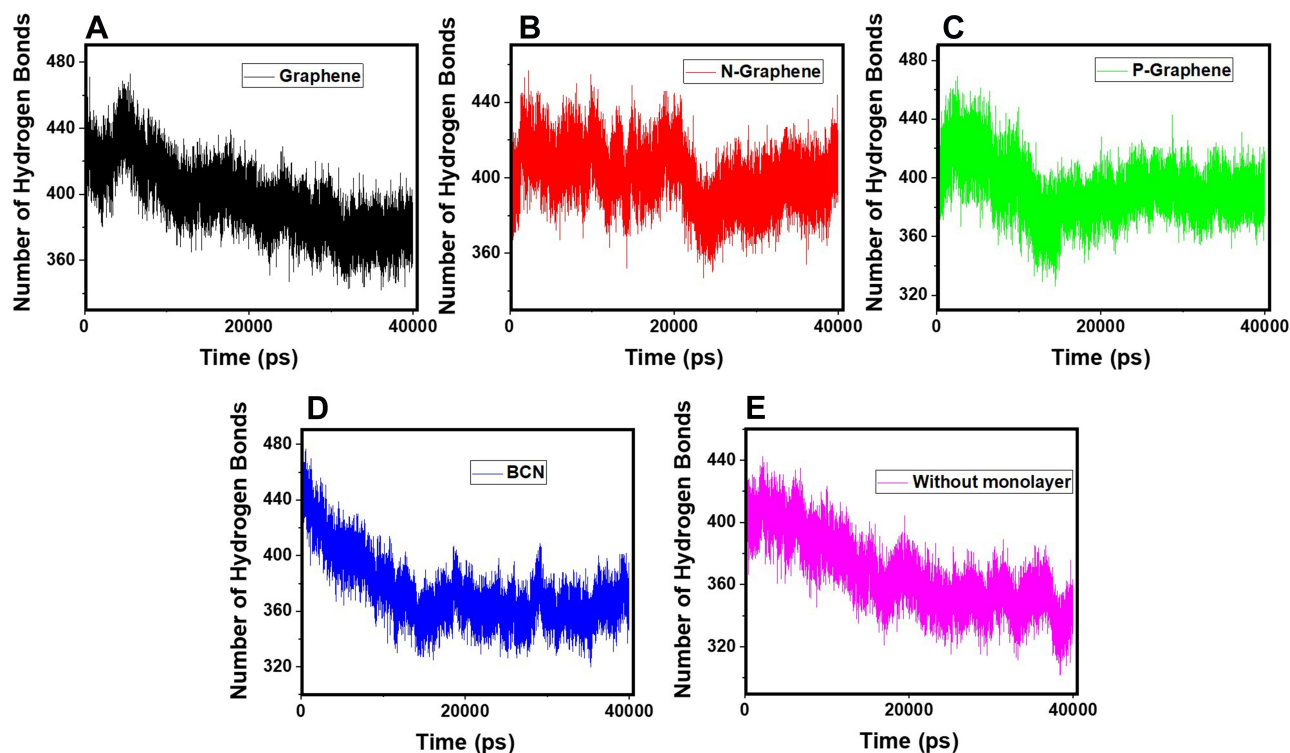 A
Number of Hydrogen Bonds
480
440
400
360
Graphene
0
20000
40000
Time (ps)
B
Number of Hydrogen Bonds
440
400
360
N-Graphene
0
20000
40000
Time (ps)
C
Number of Hydrogen Bonds
480
440
400
360
320
P-Graphene
0
20000
40000
Time (ps)
D
Number of Hydrogen Bonds
480
440
400
360
320
BCN
0
20000
40000
Time (ps)
E
Number of Hydrogen Bonds
440
400
360
320
Without monolayer
0
20000
40000
Time (ps)